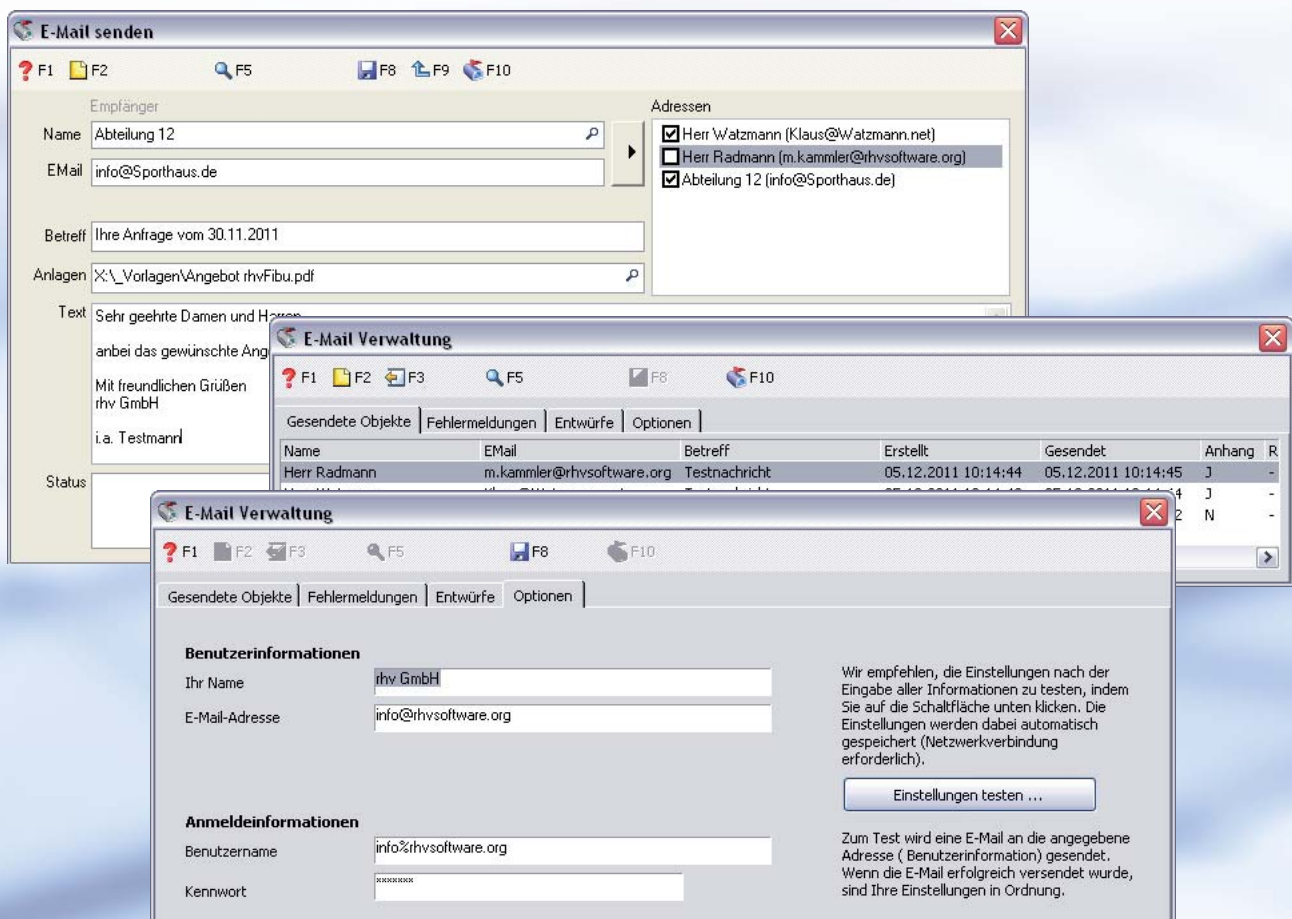 E-Mail senden
F1 F2 F5 F8 F9 F10
Empfänger
Name Abteilung 12
EMail info@Sporthaus.de
Betreff Ihre Anfrage vom 30.11.2011
Anlagen X:\_Vorlagen\Angebot rhvFibu.pdf
Text Sehr geehrte Damen und
anbei das gewünschte
Mit freundlichen Grüßen
rhv GmbH
i.a. Testmann
Status
Adressen
Herr Watzmann (Klaus@Watzmann.net)
Herr Radmann (m.kammler@rhvsoftware.org)
Abteilung 12 (info@Sporthaus.de)
E-Mail Verwaltung
F1 F2 F3 F5 F8 F10
Gesendete Objekte Fehlermeldungen Entwürfe Optionen
Name EMail Betreff Erstellt Gesendet Anhang R
Herr Radmann m.kammler@rhvsoftware.org Testnachricht 05.12.2011 10:14:44 05.12.2011 10:14:45 J -
J -
N -
E-Mail Verwaltung
F1 F2 F3 F5 F8 F10
Gesendete Objekte Fehlermeldungen Entwürfe Optionen
Benutzerinformationen
Ihr Name rhv GmbH
E-Mail-Adresse info@rhvsoftware.org
Anmeldeinformationen
Benutzername info%rhvsoftware.org
Kennwort *******
Wir empfehlen, die Einstellungen nach der
Eingabe aller Informationen zu testen, indem
Sie auf die Schaltfläche unten klicken. Die
Einstellungen werden dabei automatisch
gespeichert (Netzwerkverbindung
erforderlich).
Einstellungen testen ...
Zum Test wird eine E-Mail an die angegebene
Adresse ( Benutzerinformation) gesendet.
Wenn die E-Mail erfolgreich versendet wurde,
sind Ihre Einstellungen in Ordnung.